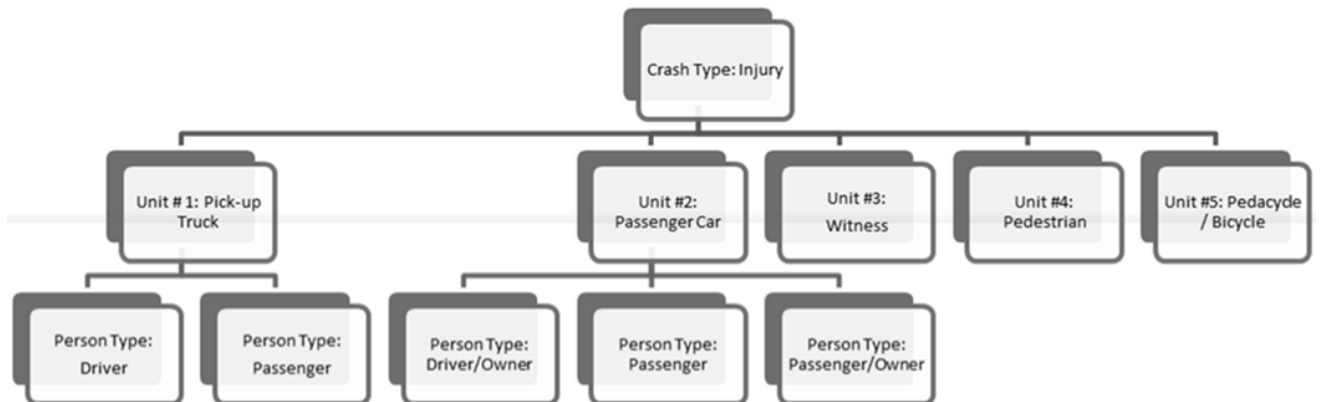 Crash Type: Injury
Unit # 1: Pick-up
Truck
Unit #2:
Passenger Car
Unit #3:
Witness
Unit #4:
Pedestrian
Unit #5: Pedacycle
/ Bicycle
Person Type:
Driver
Person Type:
Passenger
Person Type:
Driver/Owner
Person Type:
Passenger
Person Type:
Passenger/Owner